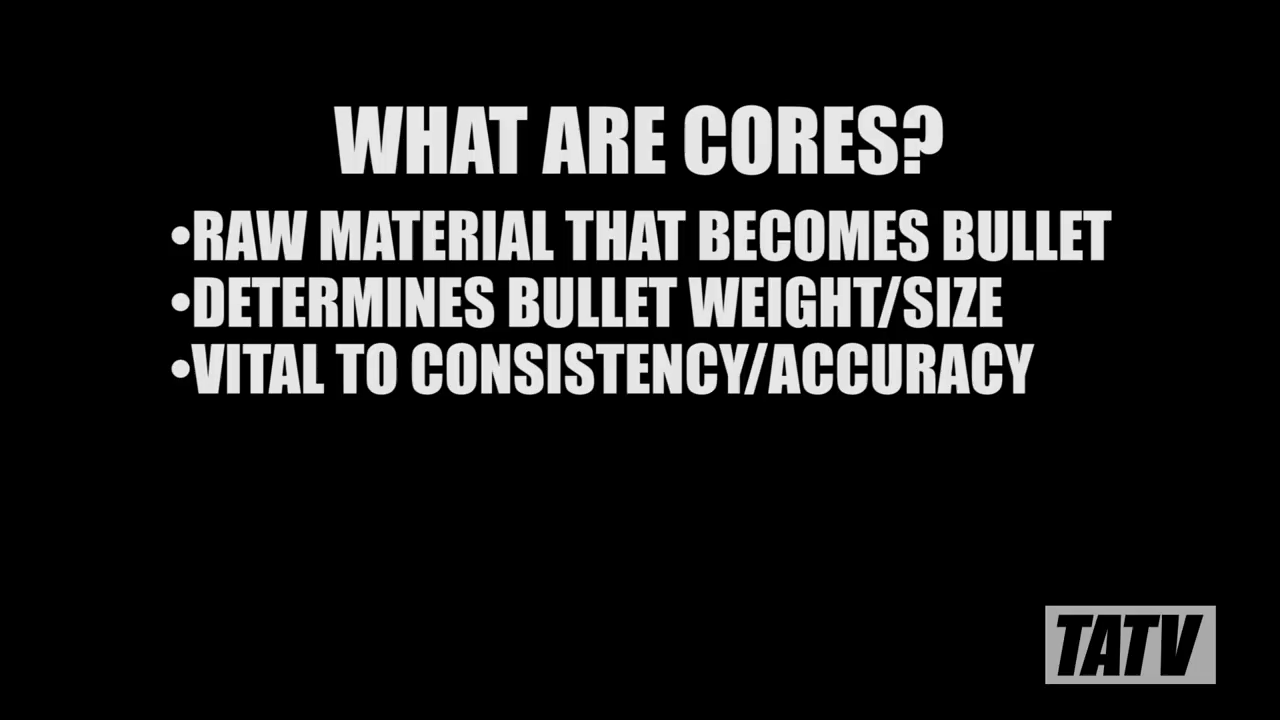 WHAT ARE CORES?
•RAW MATERIAL THAT BECOMES BULLET
•DETERMINES BULLET WEIGHT/SIZE
•VITAL TO CONSISTENCY/ACCURACY
TATV